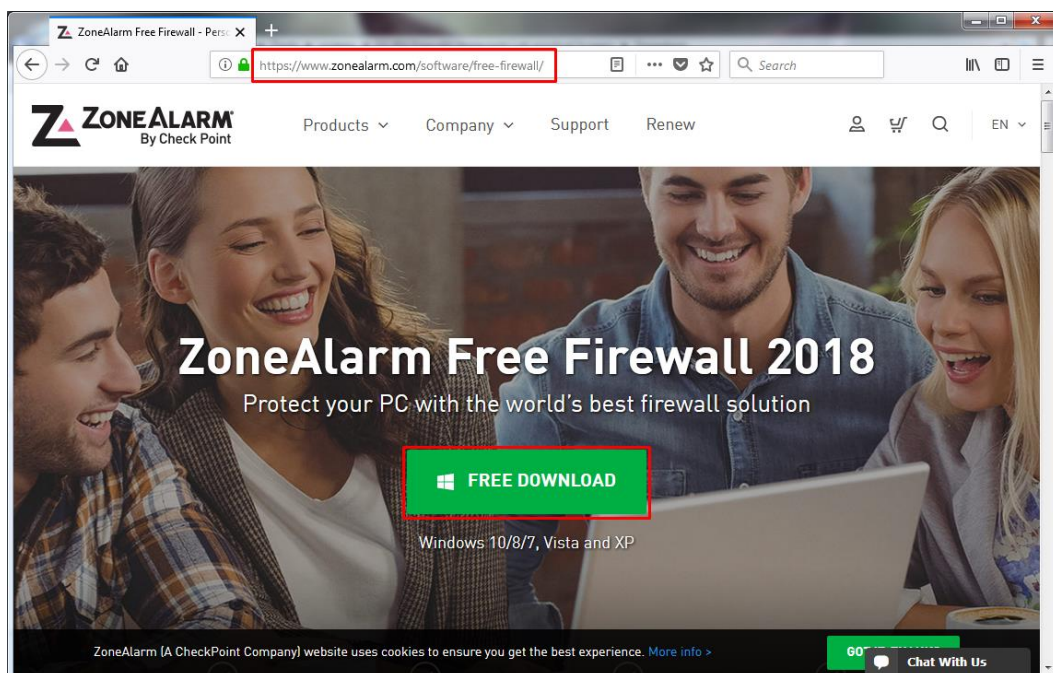 ZoneAlarm Free Firewall - Pers
https://www.zonealarm.com/software/free-firewall/
Search
ZONEALARM
By Check Point
Products
Company
Support
Renew
EN
ZoneAlarm Free Firewall 2018
Protect your PC with the world's best firewall solution
FREE DOWNLOAD
Windows 10/8/7, Vista and XP
ZoneAlarm (A CheckPoint Company) website uses cookies to ensure you get the best experience. More info >
Chat With Us